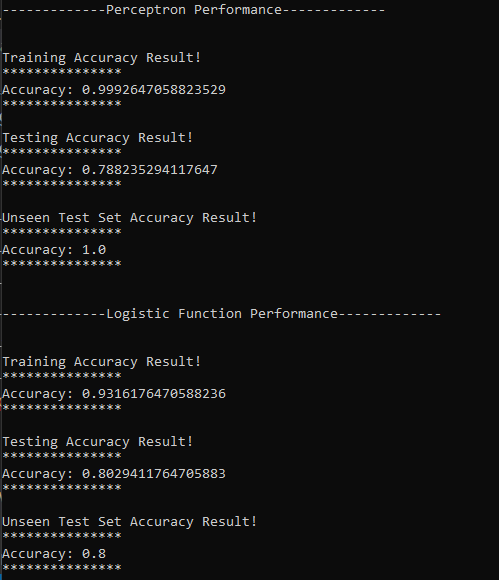 -------------Perceptron Performance-------------
Training Accuracy Result!
***************
Accuracy: 0.9992647058823529
***************
Testing Accuracy Result!
***************
Accuracy: 0.788235294117647
***************
Unseen Test Set Accuracy Result!
***************
Accuracy: 1.0
***************
-------------Logistic Function Performance-------------
Training Accuracy Result!
***************
Accuracy: 0.9316176470588236
***************
Testing Accuracy Result!
***************
Accuracy: 0.8029411764705883
***************
Unseen Test Set Accuracy Result!
***************
Accuracy: 0.8
***************